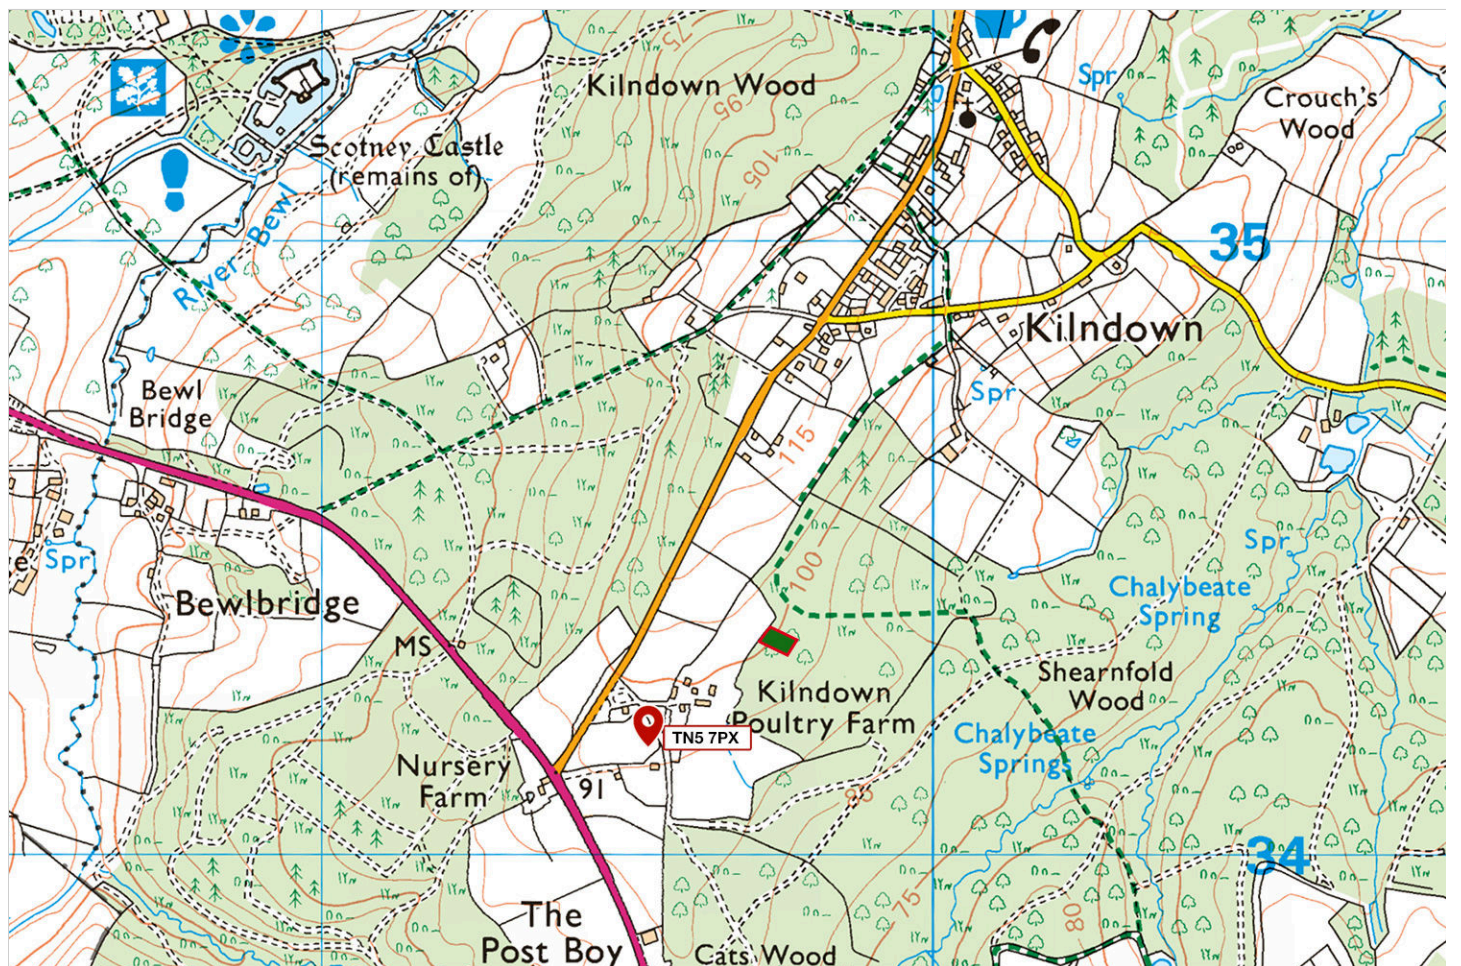 75
Kilndown Wood
95
105
Spr
Crouch's
Wood
Scotney Castle
(remains of)
River Bewl
35
Kilndown
Bewl
Bridge
Spr
115
Spr
100
Spr
Chalybeate
Spring
Bewlbridge
MS
Shearnfold
Wood
Kilndown
Poultry Farm
TN5 7PX
Chalybeate
Springs
Nursery
Farm
91
95
34
The
Post Boy
75
80
Cats Wood